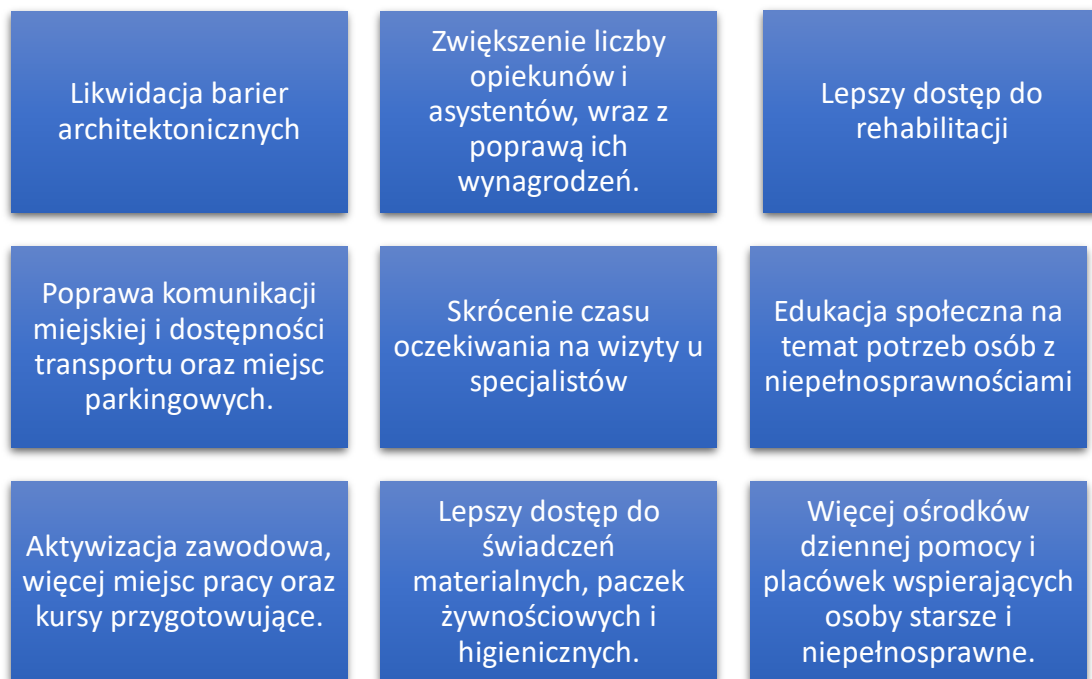 Likwidacja barier
architektonicznych
Zwiększenie liczby
opiekunów i
asystentów, wraz z
poprawą ich
wynagrodzeń.
Lepszy dostęp do
rehabilitacji
Poprawa komunikacji
miejskiej i dostępności
transportu oraz miejsc
parkingowych.
Skrócenie czasu
oczekiwania na wizyty u
specjalistów
Edukacja społeczna na
temat potrzeb osób z
niepełnosprawnościami
Aktywizacja zawodowa,
więcej miejsc pracy oraz
kursy przygotowujące.
Lepszy dostęp do
świadczeń
materialnych, paczek
żywnościowych i
higienicznych.
Więcej ośrodków
dziennej pomocy i
placówek wspierających
osoby starsze i
niepełnosprawne.